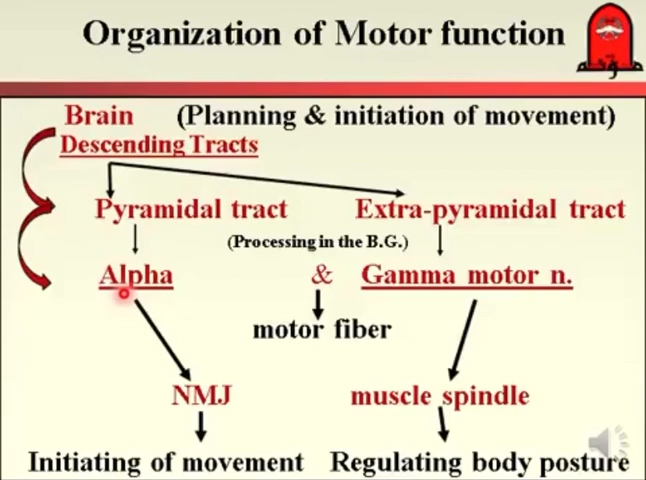 Organization of Motor function
Brain (Planning & initiation of movement)
Descending Tracts
Pyramidal tract Extra-pyramidal tract
(Processing in the B.G.)
Alpha & Gamma motor n.
motor fiber
NMJ muscle spindle
Initiating of movement Regulating body posture